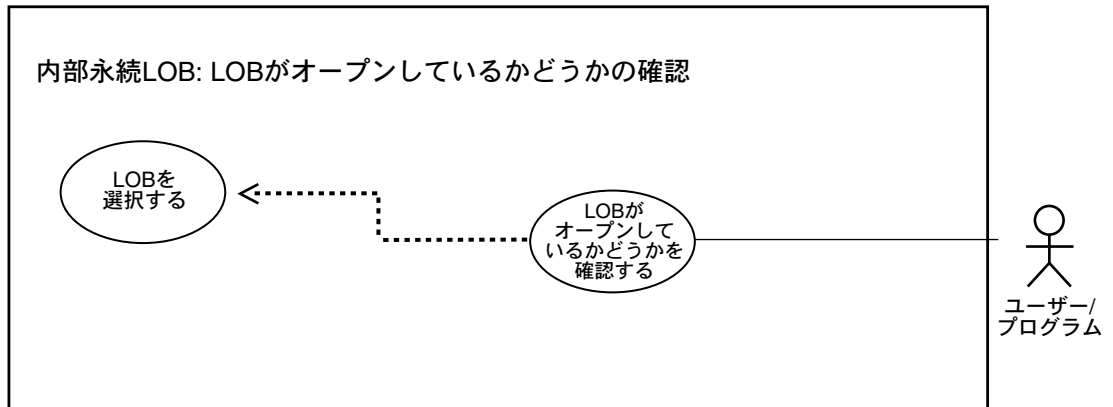 内部永続LOB: LOBがオープンしているかどうかの確認
LOBを
選択する
LOBが
オープンして
いるかどうかを
確認する
ユーザー/
プログラム